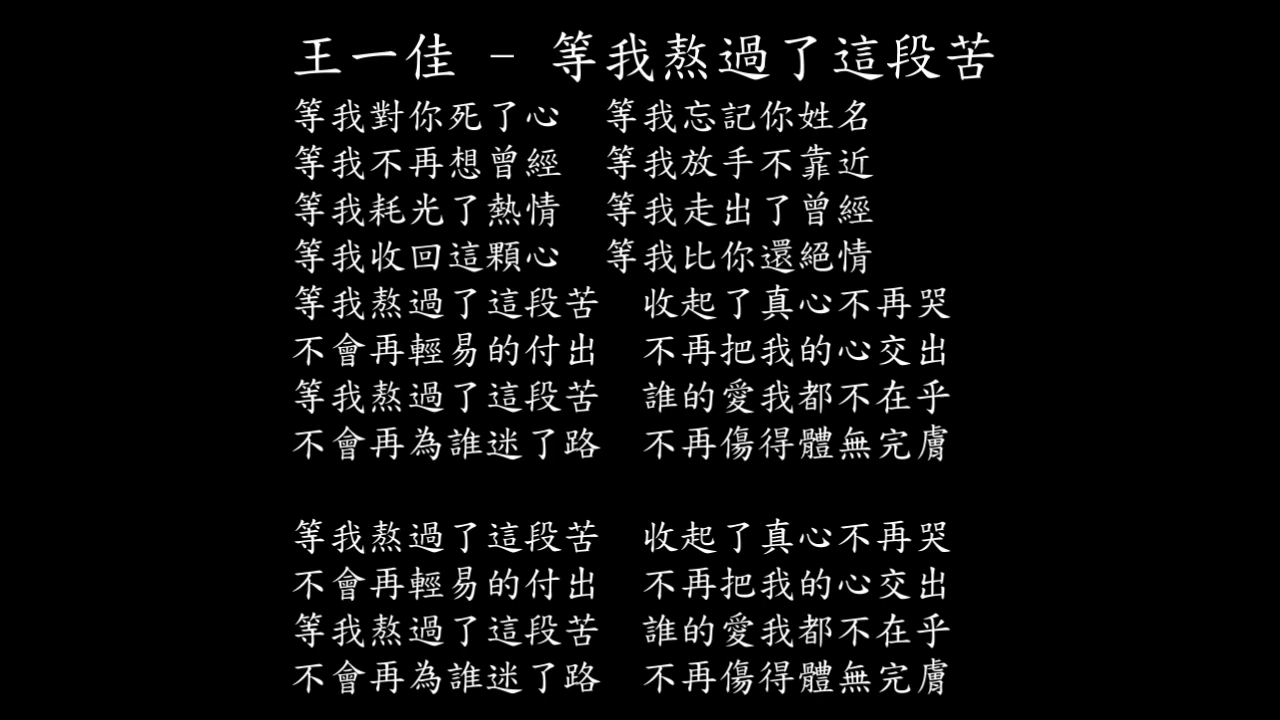 王一佳 - 等我熬過了這段苦
等我對你死了心　等我忘記你姓名
等我不再想曾經　等我放手不靠近
等我耗光了熱情　等我走出了曾經
等我收回這顆心　等我比你還絕情
等我熬過了這段苦　收起了真心不再哭
不會再輕易的付出　不再把我的心交出
等我熬過了這段苦　誰的愛我都不在乎
不會再為誰迷了路　不再傷得體無完膚
等我熬過了這段苦　收起了真心不再哭
不會再輕易的付出　不再把我的心交出
等我熬過了這段苦　誰的愛我都不在乎
不會再為誰迷了路　不再傷得體無完膚